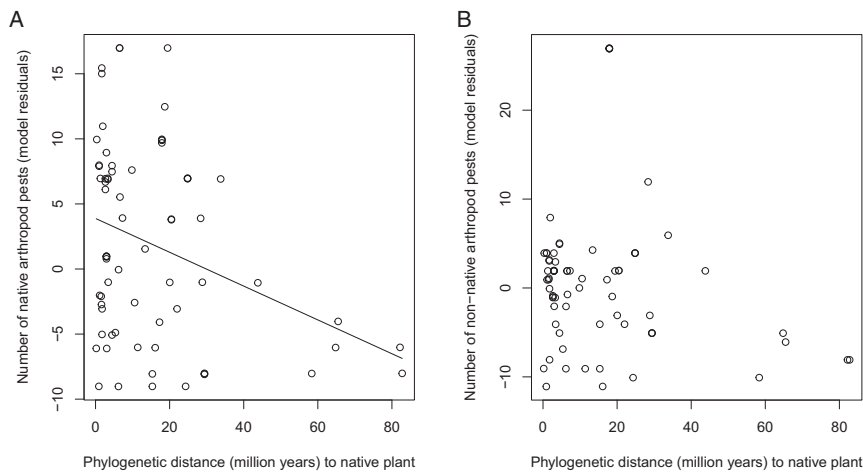 A
Number of native arthropod pests (model residuals)
15
10
5
0
−5
−10
0 20 40 60 80
Phylogenetic distance (million years) to native plant
B
Number of non-native arthropod pests (model residuals)
20
10
0
−10
0 20 40 60 80
Phylogenetic distance (million years) to native plant